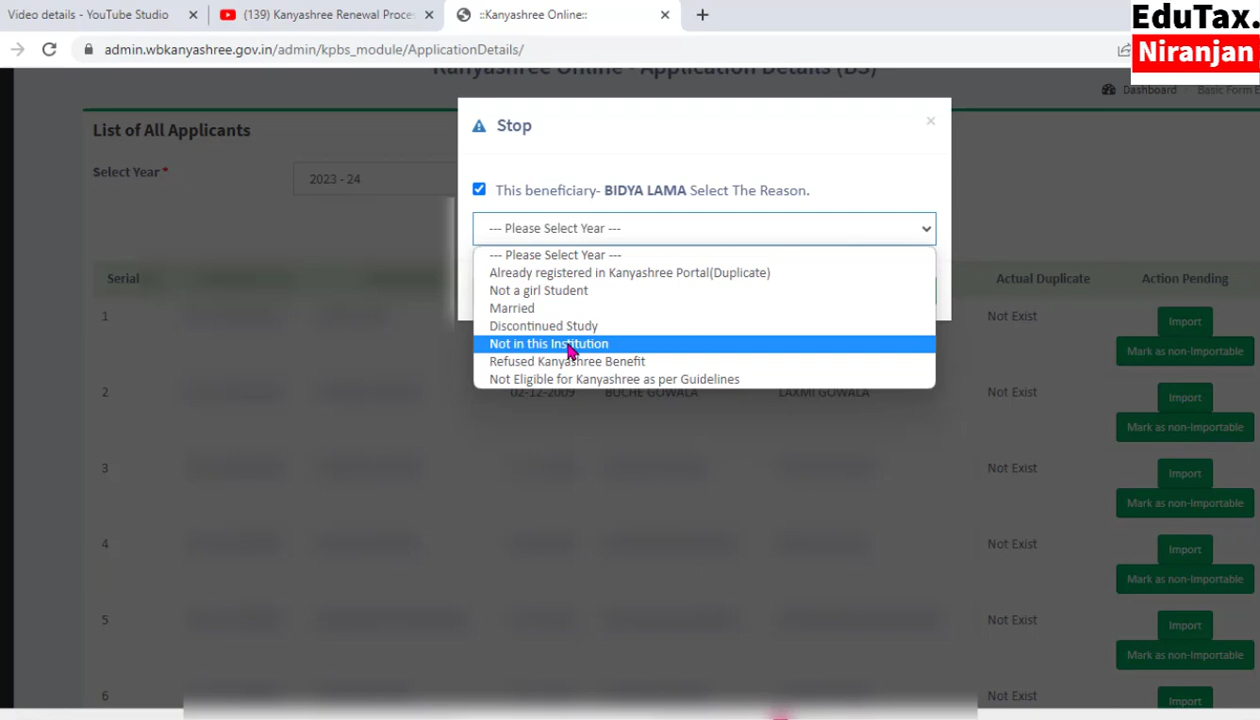 Video details - YouTube Studio
(139) Kanyashree Renewal Proce
::Kanyashree Online::
EduTax.
Niranjan
admin.wbkanyashree.gov.in/admin/kpbs_module/ApplicationDetails/
Kanyashree Online - Application Details (BS)
Dashboard
Basic Form E
List of All Applicants
Select Year *
2023 - 24
Stop
This beneficiary- BIDYA LAMA Select The Reason.
--- Please Select Year ---
--- Please Select Year ---
Already registered in Kanyashree Portal(Duplicate)
Not a girl Student
Married
Discontinued Study
Not in this Institution
Refused Kanyashree Benefit
Not Eligible for Kanyashree as per Guidelines
Serial
Actual Duplicate
Action Pending
1
Not Exist
Import
Mark as non-Importable
2
02-12-2009
BUCHE GOWALA
LAXMI GOWALA
Not Exist
Import
Mark as non-Importable
3
Not Exist
Import
Mark as non-Importable
4
Not Exist
Import
Mark as non-Importable
5
Not Exist
Import
Mark as non-Importable
6
Not Exist
Import